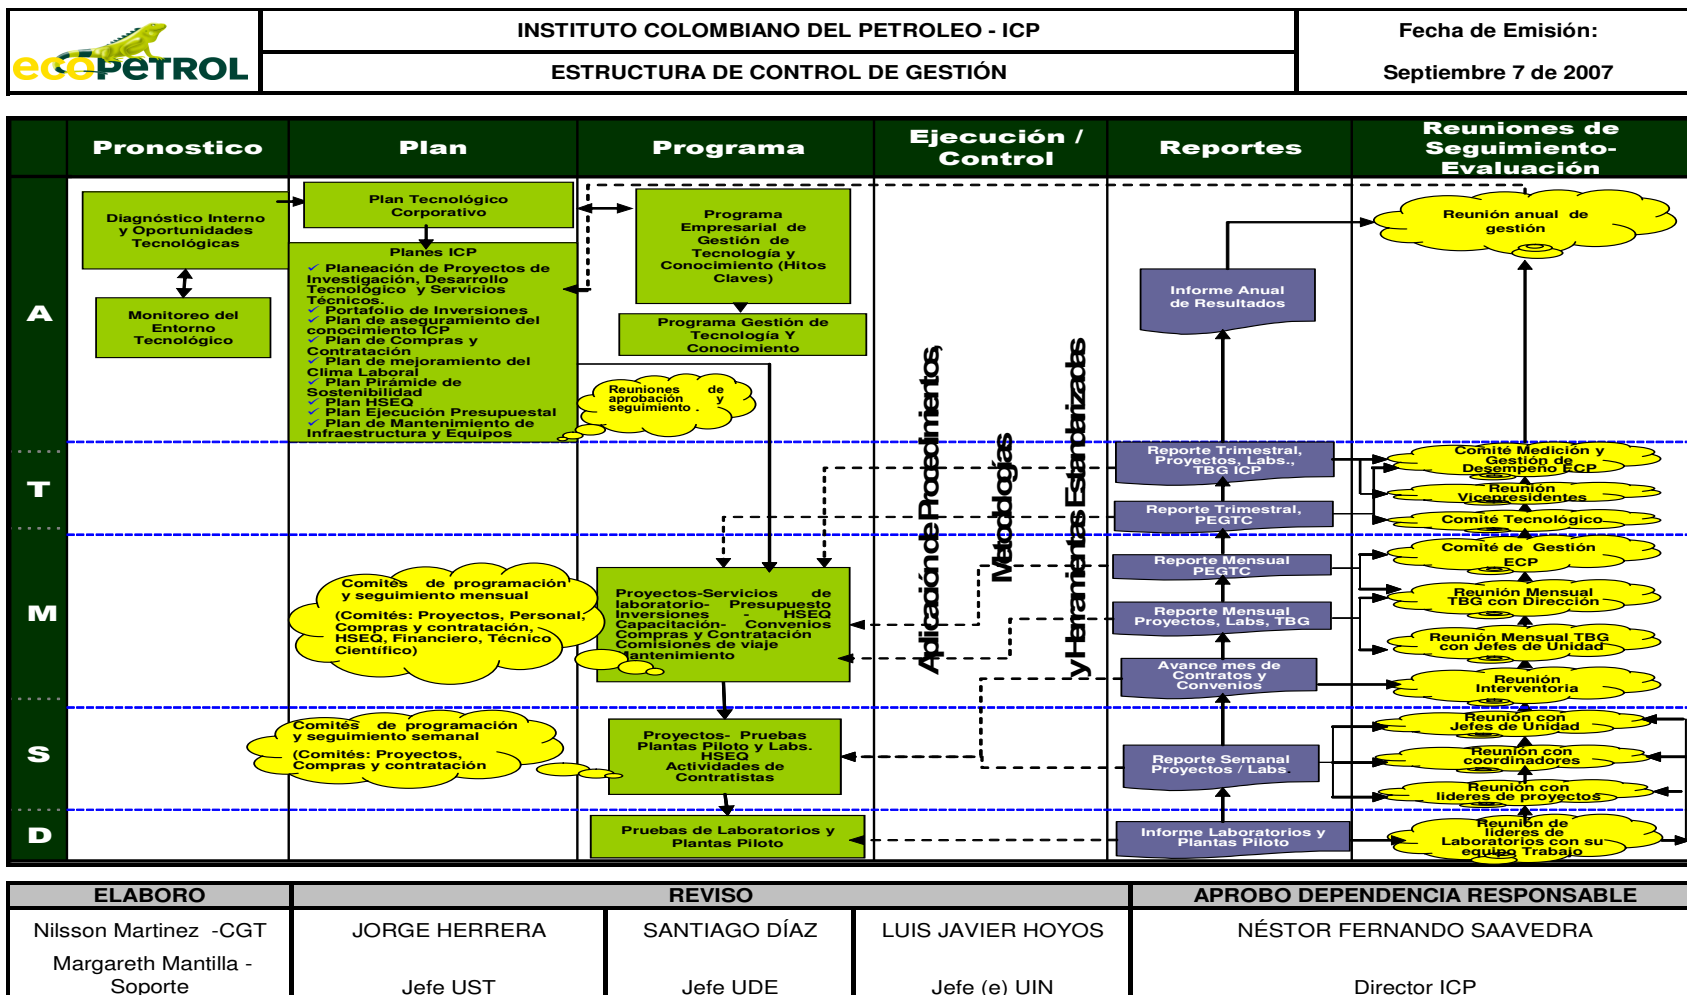 ecoPETROL
INSTITUTO COLOMBIANO DEL PETROLEO - ICP
ESTRUCTURA DE CONTROL DE GESTIÓN
Fecha de Emisión:
Septiembre 7 de 2007
Pronostico
Plan
Programa
Ejecución /
Control
Reportes
Reuniones de
Seguimiento-
Evaluación
A
Diagnóstico Interno
y Oportunidades
Tecnológicas
Monitoreo del
Entorno
Tecnológico
Plan Tecnológico
Corporativo
Planes ICP
✓ Planeación de Proyectos de
Investigación, Desarrollo
Tecnológico y Servicios
Técnicos.
✓ Portafolio de Inversiones
✓ Plan de aseguramiento del
conocimiento ICP
✓ Plan de Compras y
Contratación
✓ Plan de mejoramiento del
Clima Laboral
✓ Plan Pirámide de
Sostenibilidad
✓ Plan HSEQ
✓ Plan Ejecución Presupuestal
✓ Plan de Mantenimiento de
Infraestructura y Equipos
Programa
Empresarial de
Gestión de
Tecnología y
Conocimiento (Hitos
Claves)
Programa Gestión de
Tecnología Y
Conocimiento
Reuniones de
aprobación y
seguimiento .
Aplicación de Procedimientos,
Metodologías
y Herramientas Estandarizadas
Informe Anual
de Resultados
Reunión anual de
gestión
T
Reporte Trimestral,
Proyectos, Labs.,
TBG ICP
Reporte Trimestral,
PEGTC
Comité Medición y
Gestión de
Desempeño ECP
Reunión
Vicepresidentes
Comité Tecnológico
M
Comités de programación
y seguimiento mensual
(Comités: Proyectos, Personal,
Compras y contratación,
HSEQ, Financiero, Técnico
Científico)
Proyectos-Servicios de
laboratorio- Presupuesto
Inversiones - HSEQ
Capacitación- Convenios
Compras y Contratación
Comisiones de viaje
Mantenimiento
Reporte Mensual
PEGTC
Reporte Mensual
Proyectos, Labs, TBG
Avance mes de
Contratos y
Convenios
Comité de Gestión
ECP
Reunión Mensual
TBG con Dirección
Reunión Mensual TBG
con Jefes de Unidad
Reunión
Interventoria
S
Comités de programación
y seguimiento semanal
(Comités: Proyectos,
Compras y contratación
Proyectos- Pruebas
Plantas Piloto y Labs.
HSEQ
Actividades de
Contratistas
Reporte Semanal
Proyectos / Labs.
Reunión con
Jefes de Unidad
Reunión con
coordinadores
Reunión con
lideres de proyectos
D
Pruebas de Laboratorios y
Plantas Piloto
Informe Laboratorios y
Plantas Piloto
Reunión de
lideres de
Laboratorios con su
equipo Trabajo
ELABORO
REVISO
APROBO DEPENDENCIA RESPONSABLE
Nilsson Martinez -CGT
Margareth Mantilla -
Soporte
JORGE HERRERA
Jefe UST
SANTIAGO DÍAZ
Jefe UDE
LUIS JAVIER HOYOS
Jefe (e) UIN
NÉSTOR FERNANDO SAAVEDRA
Director ICP